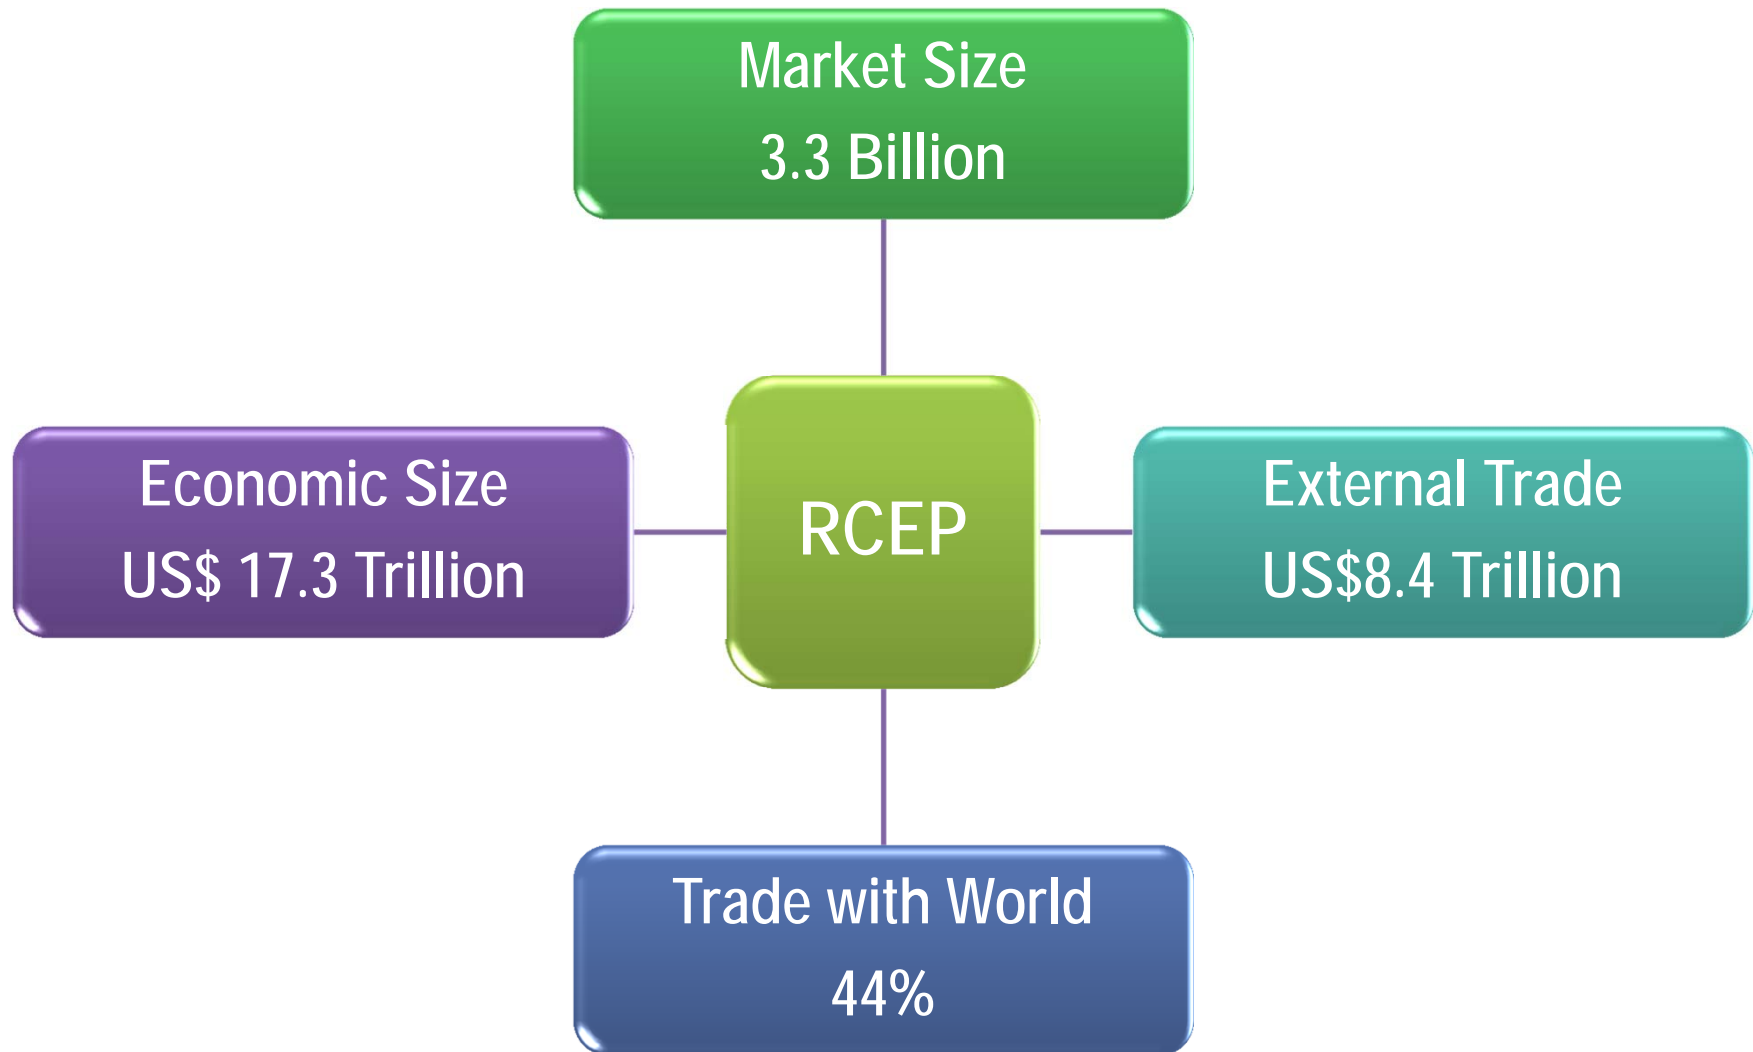 Market Size
3.3 Billion
Economic Size
US$ 17.3 Trillion
RCEP
External Trade
US$8.4 Trillion
Trade with World
44%